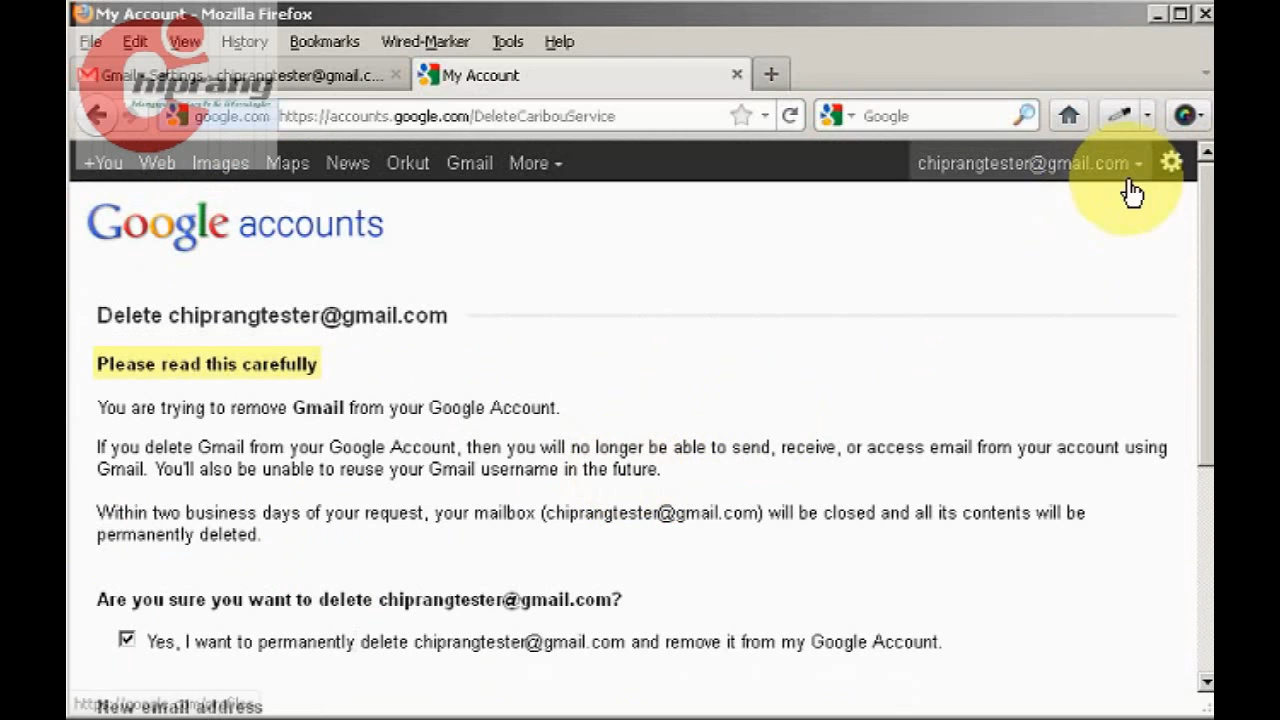 My Account - Mozilla Firefox
File Edit View History Bookmarks Wired-Marker Tools Help
Gmail - Settings - chiprangtester@gmail.c... My Account
Chiprang
google.com https://accounts.google.com/DeleteCaribouService Google
+You Web Images Maps News Orkut Gmail More chiprangtester@gmail.com
Google accounts
Delete chiprangtester@gmail.com
Please read this carefully
You are trying to remove Gmail from your Google Account.
If you delete Gmail from your Google Account, then you will no longer be able to send, receive, or access email from your account using
Gmail. You'll also be unable to reuse your Gmail username in the future.
Within two business days of your request, your mailbox (chiprangtester@gmail.com) will be closed and all its contents will be
permanently deleted.
Are you sure you want to delete chiprangtester@gmail.com?
Yes, I want to permanently delete chiprangtester@gmail.com and remove it from my Google Account.
New email address